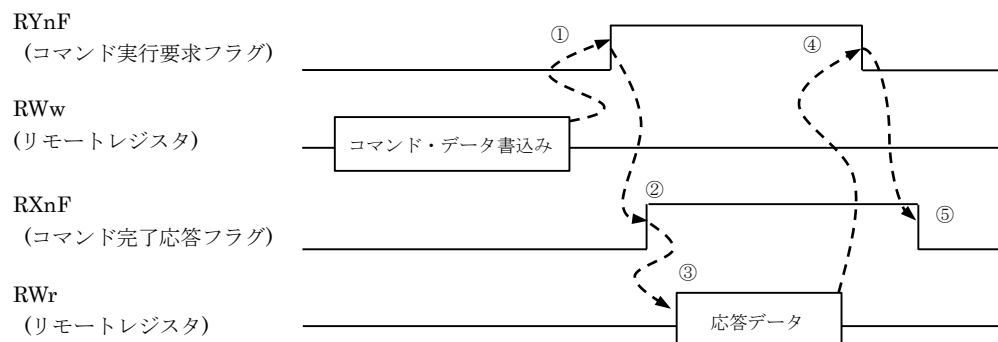 RYnF
(コマンド実行要求フラグ)
①
④
RWw
(リモートレジスタ)
コマンド・データ書込み
RXnF
(コマンド完了応答フラグ)
②
⑤
③
RWr
(リモートレジスタ)
応答データ